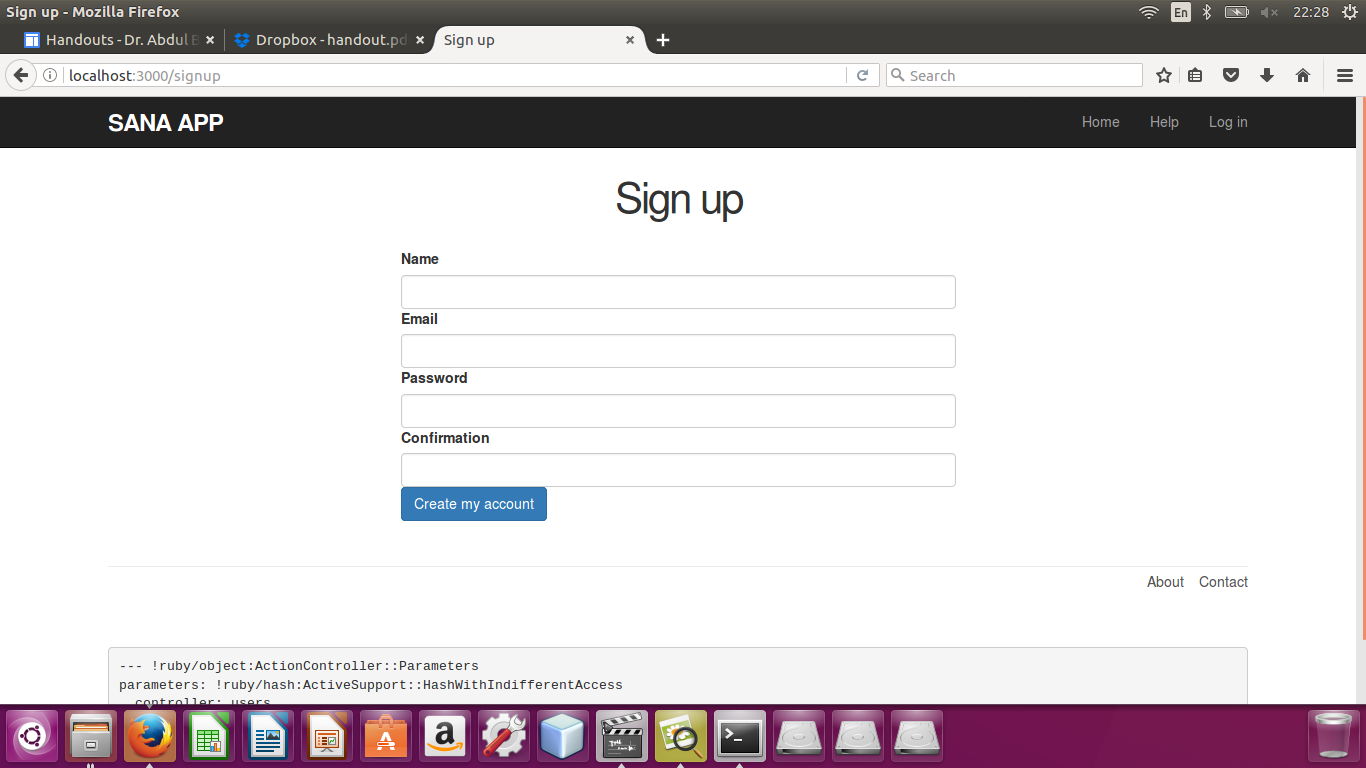 Sign up - Mozilla Firefox
En
22:28
Handouts - Dr. Abdul B
Dropbox - handout.pd
Sign up
localhost:3000/signup
Search
SANA APP
Home Help Log in
Sign up
Name
Email
Password
Confirmation
Create my account
About Contact
--- !ruby/object:ActionController::Parameters
parameters: !ruby/hash:ActiveSupport::HashWithIndifferentAccess
controller: users